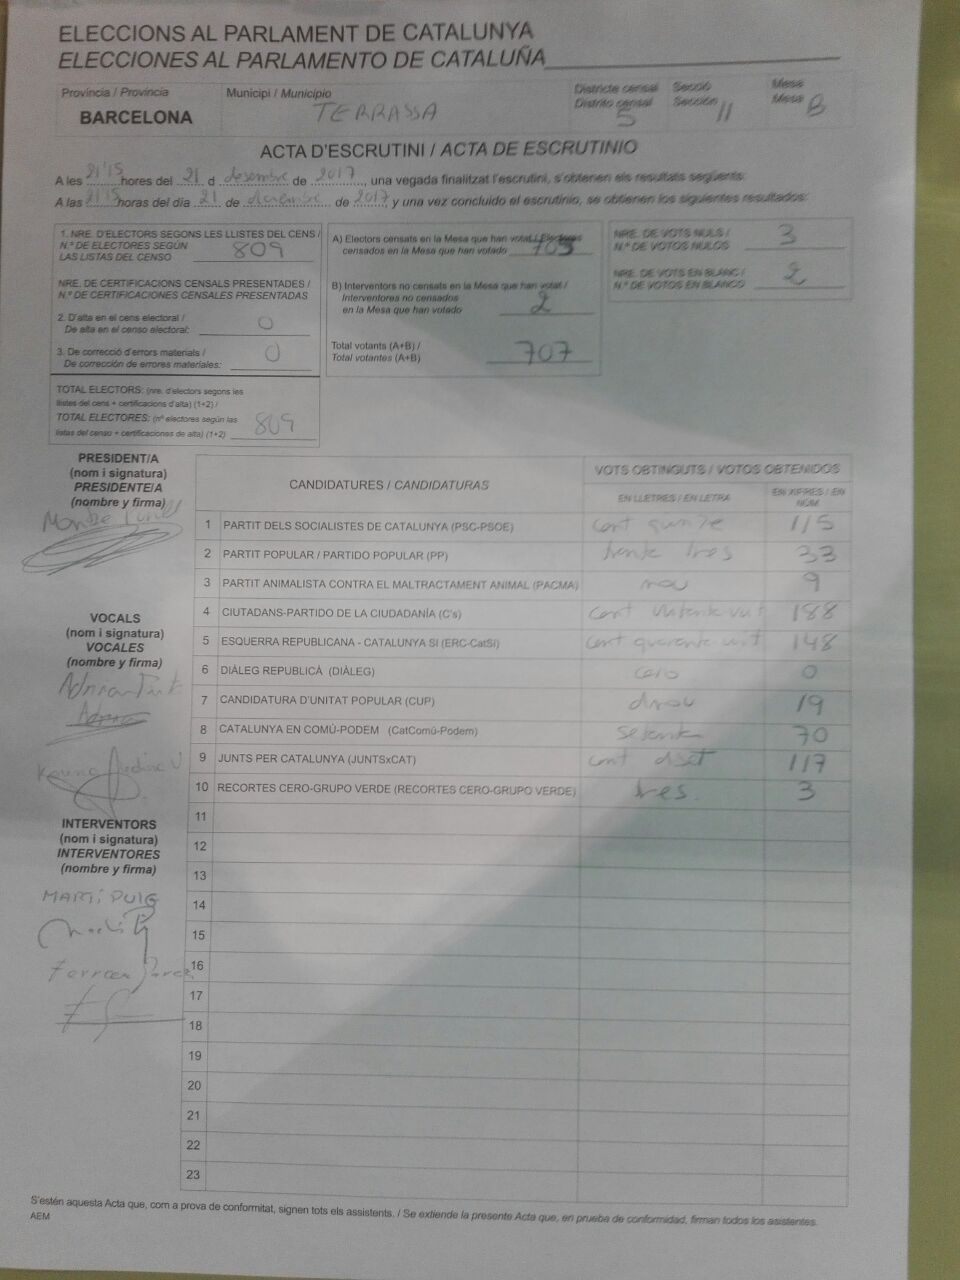 ELECCIONS AL PARLAMENT DE CATALUNYA
ELECCIONES AL PARLAMENTO DE CATALUÑA
Província / Provincia
BARCELONA
Municipi / Municipio
TERRASSA
Districte censal
Distrito censal
5
Secció
Sección
11
Mesa
Mesa
B
ACTA D'ESCRUTINI / ACTA DE ESCRUTINIO
A les 21'15 hores del 21 d desembre de 2017, una vegada finalitzat l'escrutini, s'obtenen els resultats següents:
A las 21'15 horas del día 21 de diciembre de 2017 y una vez concluido el escrutinio, se obtienen los siguientes resultados:
1. NRE. D'ELECTORS SEGONS LES LLISTES DEL CENS /
N.º DE ELECTORES SEGÚN
LAS LISTAS DEL CENSO 809
NRE. DE CERTIFICACIONS CENSALS PRESENTADES /
N.º DE CERTIFICACIONES CENSALES PRESENTADAS
2. D'alta en el cens electoral /
De alta en el censo electoral: 0
3. De correcció d'errors materials /
De corrección de errores materiales: 0
TOTAL ELECTORS: (nre. d'electors segons les
llistes del cens + certificacions d'alta) (1+2) /
TOTAL ELECTORES: (nº electores según las
listas del censo + certificaciones de alta) (1+2) 809
A) Electors censats en la Mesa que han votat / Electores
censados en la Mesa que han votado 705
B) Interventors no censats en la Mesa que han votat /
Interventores no censados
en la Mesa que han votado 2
Total votants (A+B) /
Total votantes (A+B) 707
NRE. DE VOTS NULS /
N.º DE VOTOS NULOS 3
NRE. DE VOTS EN BLANC /
N.º DE VOTOS EN BLANCO 2
PRESIDENT/A
(nom i signatura)
PRESIDENTE/A
(nombre y firma)
VOCALS
(nom i signatura)
VOCALES
(nombre y firma)
INTERVENTORS
(nom i signatura)
INTERVENTORES
(nombre y firma)
MARTÍ PUIG
CANDIDATURES / CANDIDATURAS
VOTS OBTINGUTS / VOTOS OBTENIDOS
EN LLETRES / EN LETRA
EN XIFRES / EN NÚM
1 PARTIT DELS SOCIALISTES DE CATALUNYA (PSC-PSOE) cent quinze 115
2 PARTIT POPULAR / PARTIDO POPULAR (PP) trenta tres 33
3 PARTIT ANIMALISTA CONTRA EL MALTRACTAMENT ANIMAL (PACMA) nou 9
4 CIUTADANS-PARTIDO DE LA CIUDADANÍA (C's) cent vuitanta vuit 188
5 ESQUERRA REPUBLICANA - CATALUNYA SÍ (ERC-CatSí) cent quaranta vuit 148
6 DIÀLEG REPUBLICÀ (DIÀLEG) cero 0
7 CANDIDATURA D'UNITAT POPULAR (CUP) dinou 19
8 CATALUNYA EN COMÚ-PODEM (CatComú-Podem) setanta 70
9 JUNTS PER CATALUNYA (JUNTSxCAT) cent disset 117
10 RECORTES CERO-GRUPO VERDE (RECORTES CERO-GRUPO VERDE) tres. 3
11
12
13
14
15
16
17
18
19
20
21
22
23
S'estén aquesta Acta que, com a prova de conformitat, signen tots els assistents. / Se extiende la presente Acta que, en prueba de conformidad, firman todos los asistentes.
AEM